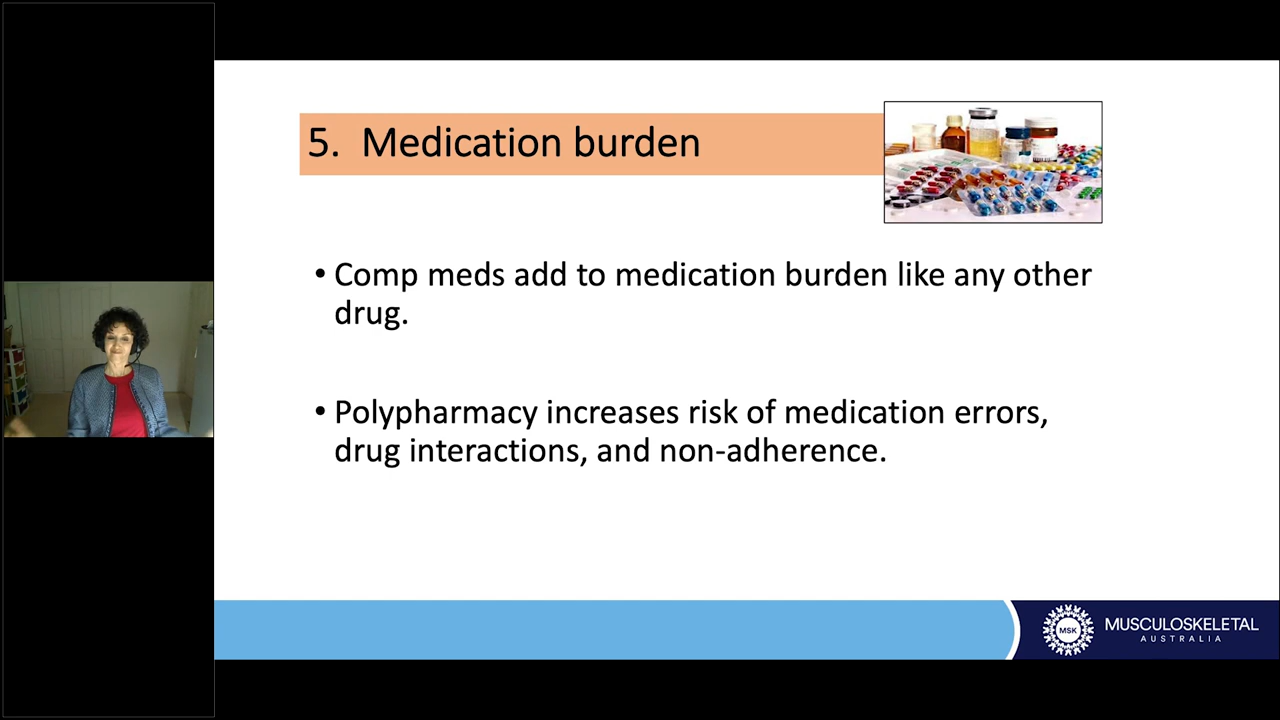 5. Medication burden
• Comp meds add to medication burden like any other
drug.
• Polypharmacy increases risk of medication errors,
drug interactions, and non-adherence.
MSK
MUSCULOSKELETAL
AUSTRALIA